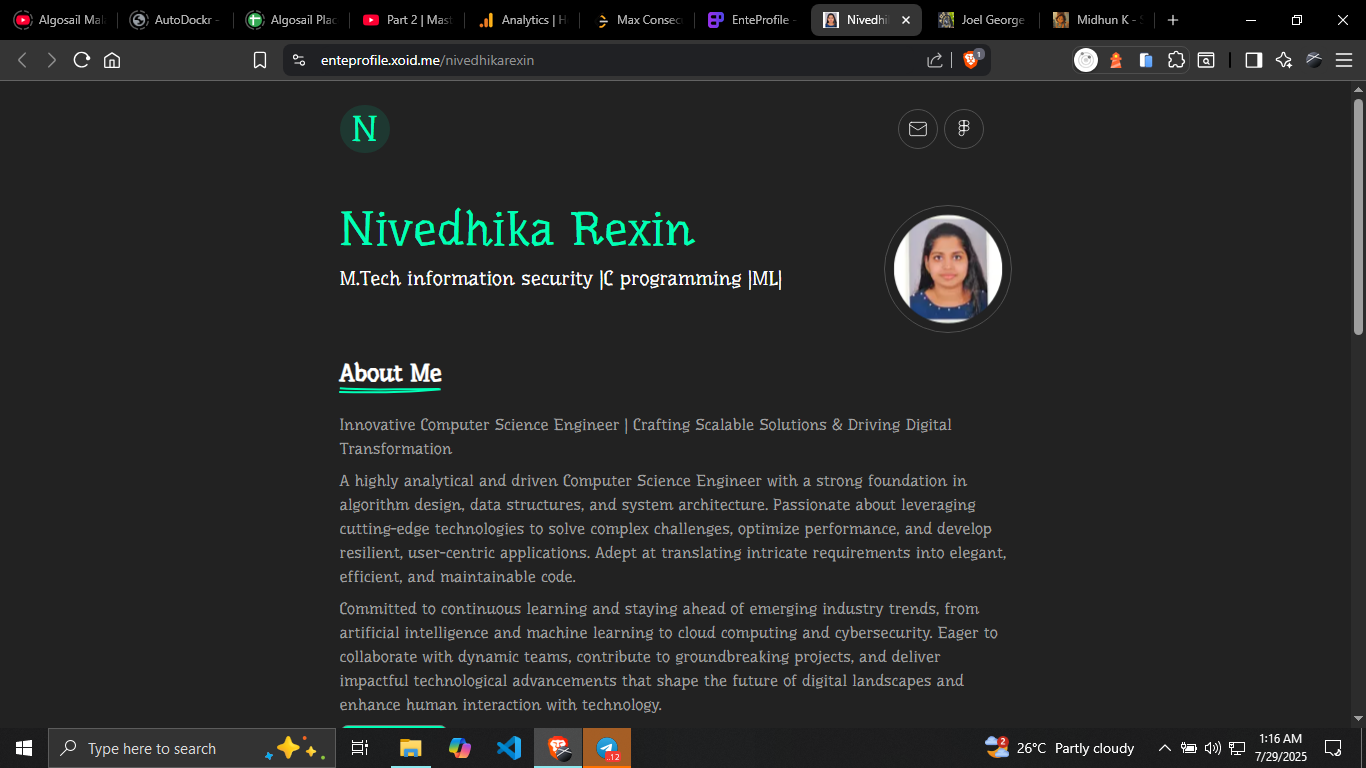 Algosail Mal
AutoDockr -
Algosail Plac
Part 2 | Mast
Analytics | H
Max Consec
EnteProfile -
Nivedhik
Joel George
Midhun K - S
enteprofile.xoid.me/nivedhikarexin
1
N
Nivedhika Rexin
M.Tech information security |C programming |ML|
About Me
Innovative Computer Science Engineer | Crafting Scalable Solutions & Driving Digital
Transformation
A highly analytical and driven Computer Science Engineer with a strong foundation in
algorithm design, data structures, and system architecture. Passionate about leveraging
cutting-edge technologies to solve complex challenges, optimize performance, and develop
resilient, user-centric applications. Adept at translating intricate requirements into elegant,
efficient, and maintainable code.
Committed to continuous learning and staying ahead of emerging industry trends, from
artificial intelligence and machine learning to cloud computing and cybersecurity. Eager to
collaborate with dynamic teams, contribute to groundbreaking projects, and deliver
impactful technological advancements that shape the future of digital landscapes and
enhance human interaction with technology.
Type here to search
..12
2
26°C Partly cloudy
1:16 AM
7/29/2025